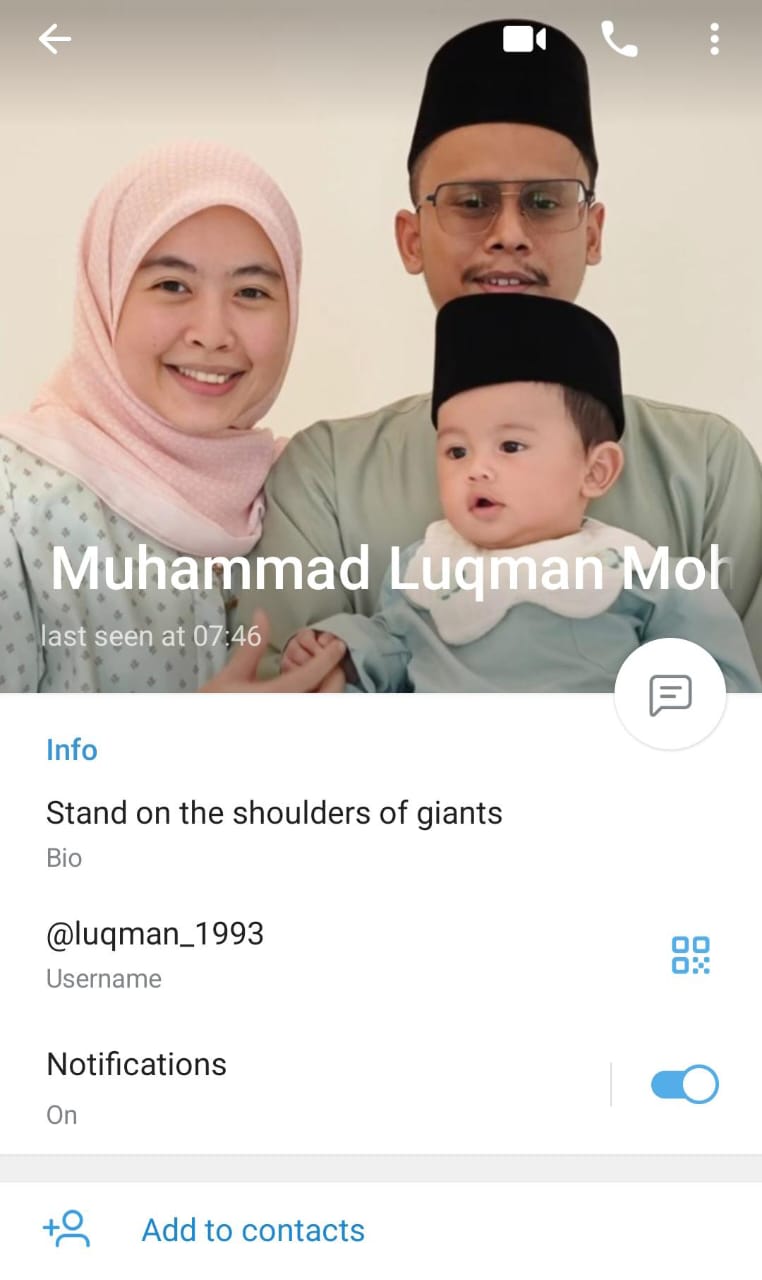 Muhammad Luqman Moh
last seen at 07:46
Info
Stand on the shoulders of giants
Bio
@luqman_1993
Username
Notifications
On
Add to contacts